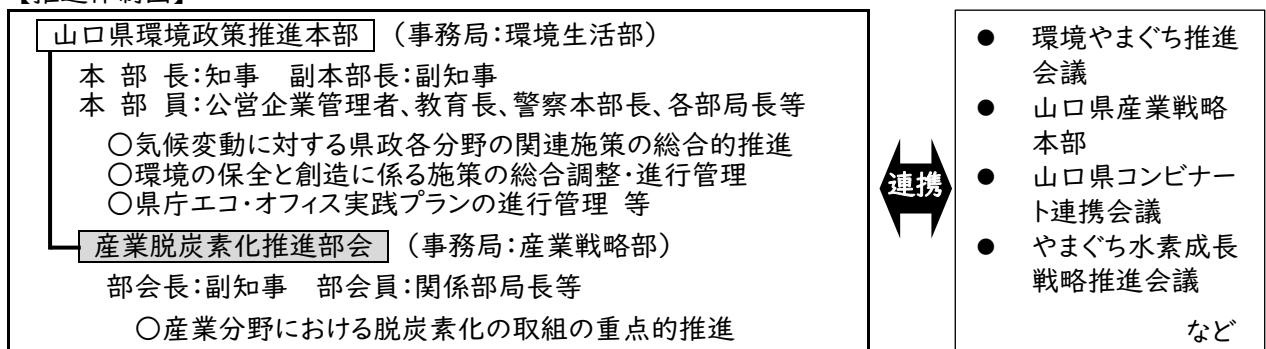 【推進体制図】
山口県環境政策推進本部 （事務局：環境生活部）
本 部 長：知事　副本部長：副知事
本 部 員：公営企業管理者、教育長、警察本部長、各部局長等
○気候変動に対する県政各分野の関連施策の総合的推進
○環境の保全と創造に係る施策の総合調整・進行管理
○県庁エコ・オフィス実践プランの進行管理 等
産業脱炭素化推進部会 （事務局：産業戦略部）
部会長：副知事　部会員：関係部局長等
○産業分野における脱炭素化の取組の重点的推進
連携
● 環境やまぐち推進
会議
● 山口県産業戦略
本部
● 山口県コンビナー
ト連携会議
● やまぐち水素成長
戦略推進会議
など